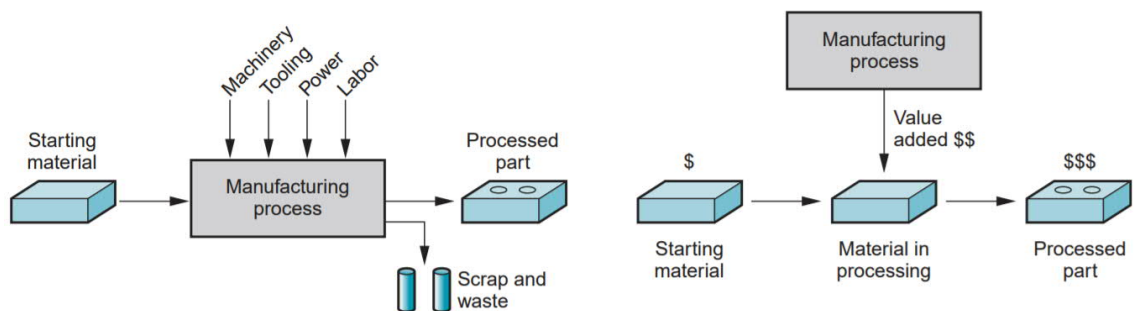 Machinery
Tooling
Power
Labor
Starting
material
Manufacturing
process
Processed
part
Scrap and
waste
Manufacturing
process
Value
added $$
$
$$$
Starting
material
Material in
processing
Processed
part